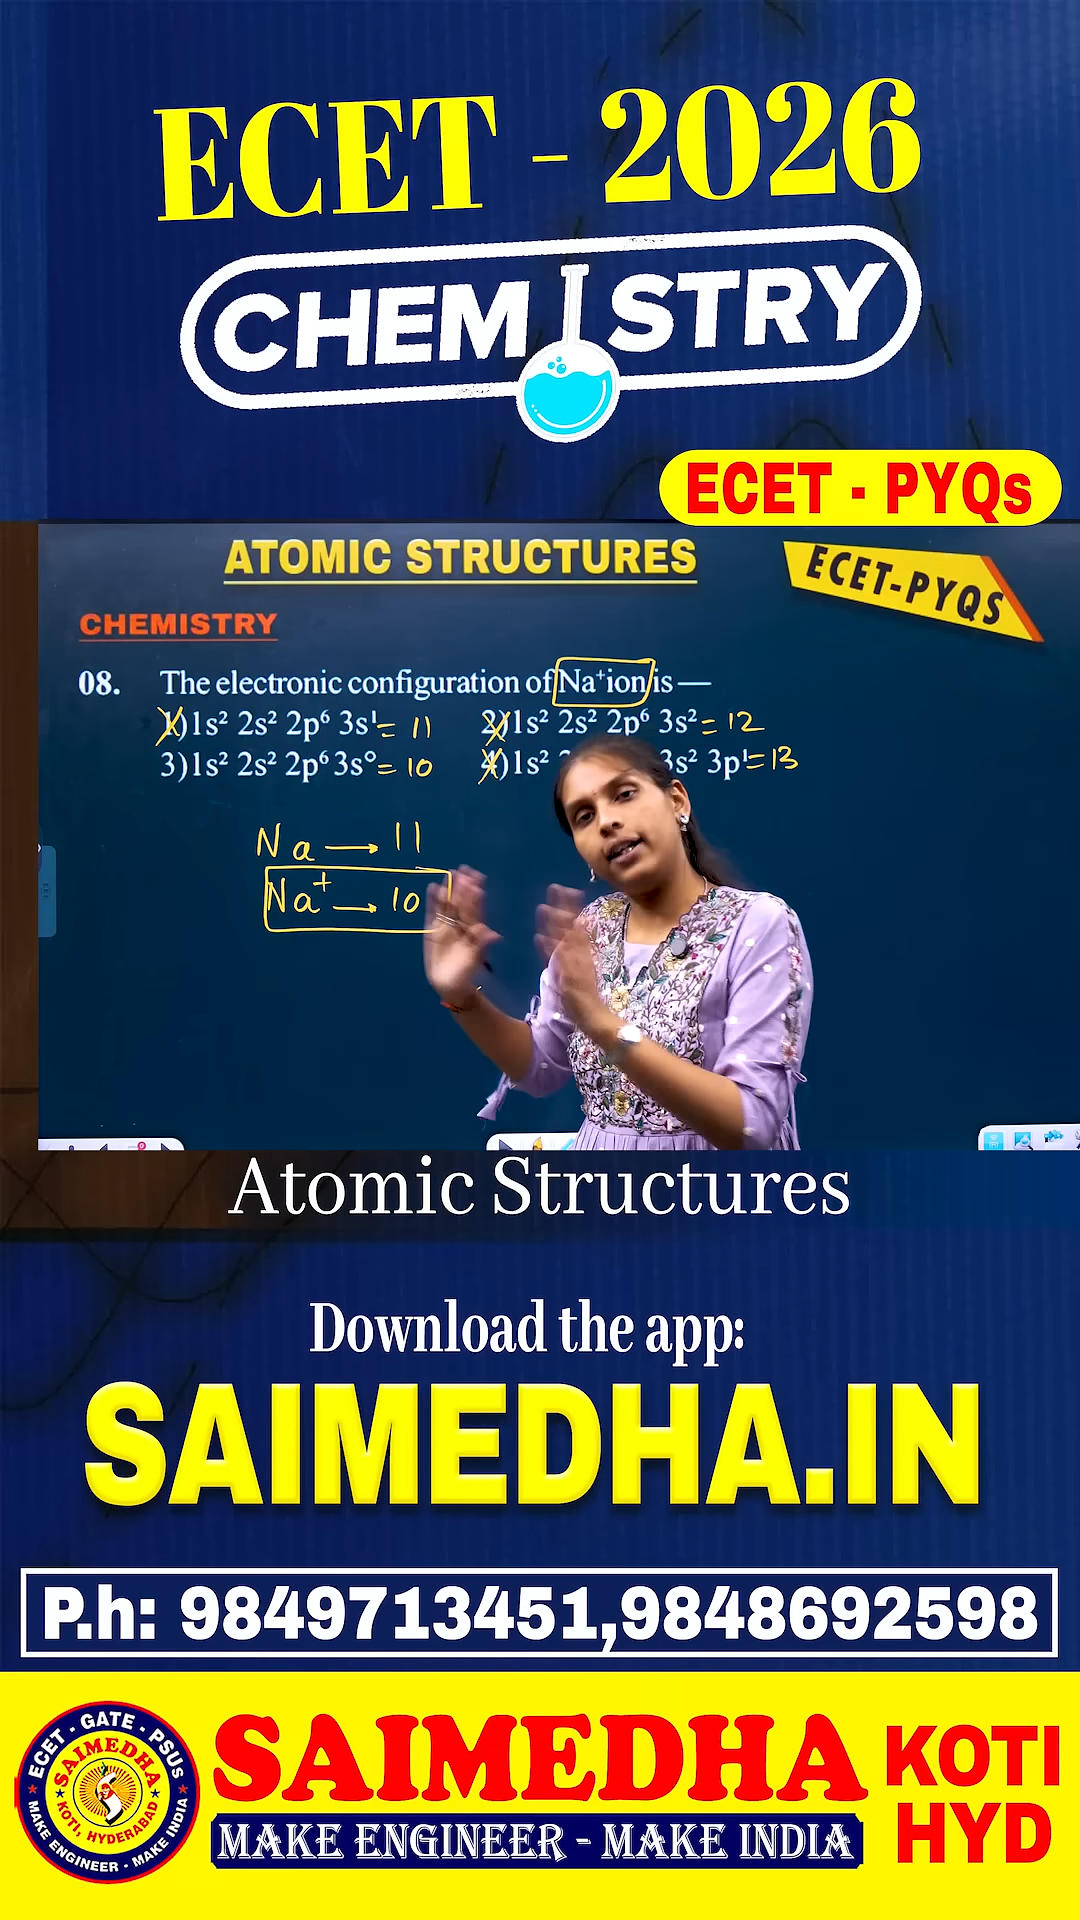 ECET - 2026
CHEMISTRY
ECET - PYQs
ATOMIC STRUCTURES
ECET-PYQS
CHEMISTRY
08. The electronic configuration of Na⁺ion is —
1)1s² 2s² 2p⁶ 3s¹ = 11 2)1s² 2s² 2p⁶ 3s² = 12
3)1s² 2s² 2p⁶ 3s° = 10 4)1s² 3s² 3p¹ = 13
Na → 11
Na⁺ → 10
Atomic Structures
Download the app:
SAIMEDHA.IN
P.h: 9849713451,9848692598
ECET - GATE - PSUS
SAIMEDHA
KOTI, HYDERABAD
MAKE ENGINEER - MAKE INDIA
SAIMEDHA KOTI
MAKE ENGINEER - MAKE INDIA HYD